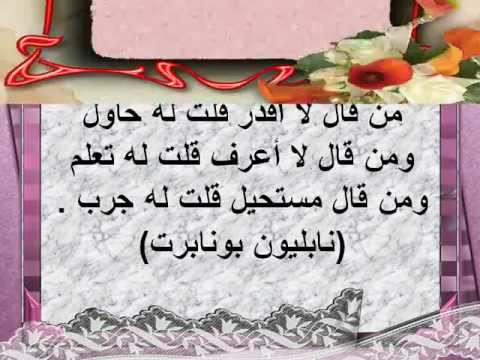 من قال لا أقدر قلت له حاول
ومن قال لا أعرف قلت له تعلم
ومن قال مستحيل قلت له جرب .
(نابليون بونابرت)